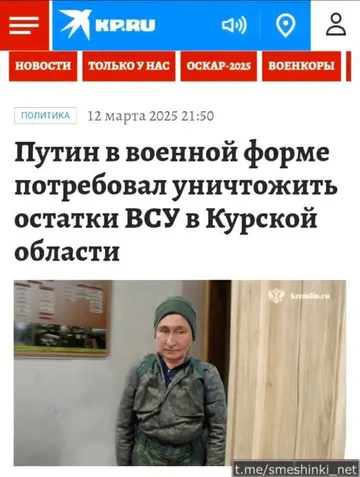 KP.RU
НОВОСТИ ТОЛЬКО У НАС ОСКАР-2025 ВОЕНКОРЫ
ПОЛИТИКА 12 марта 2025 21:50
Путин в военной форме
потребовал уничтожить
остатки ВСУ в Курской
области
kremlin.ru
t.me/smeshinki_net